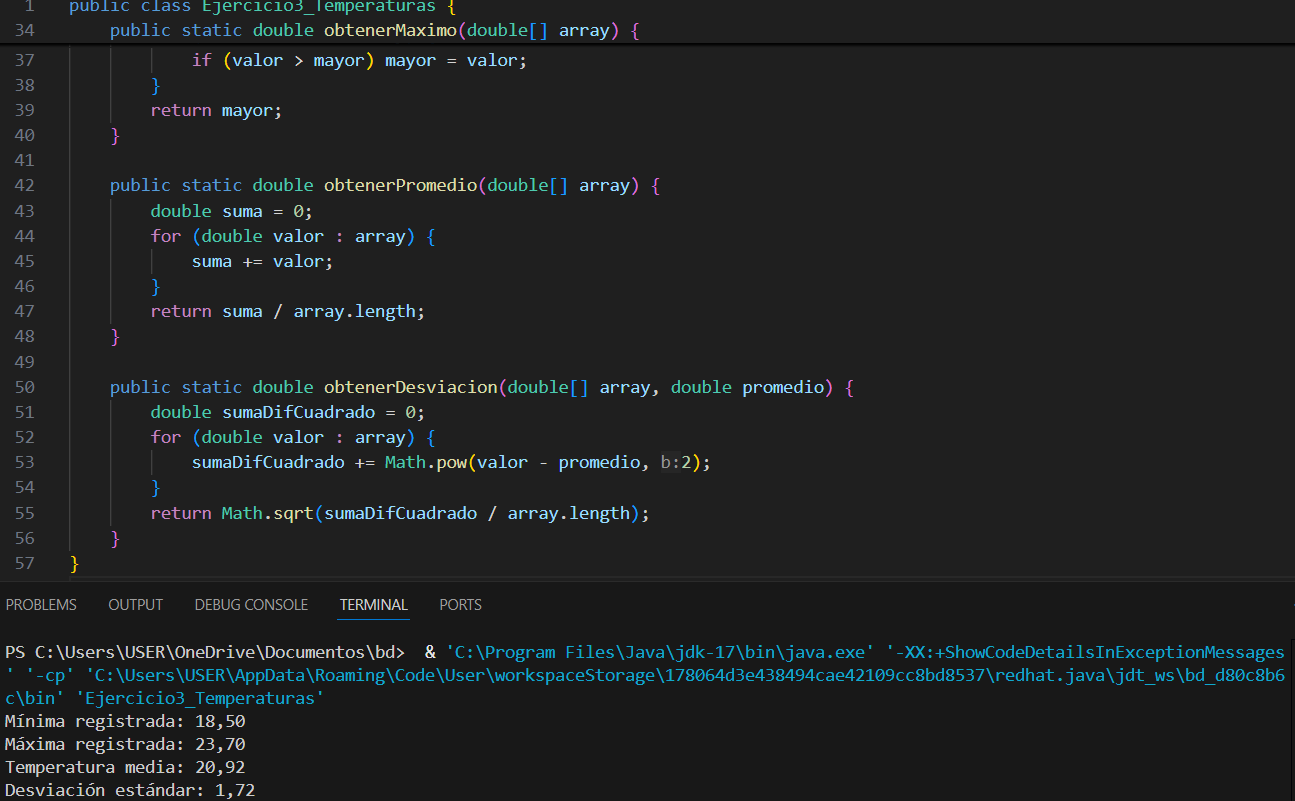 1 public class Ejercicio3_Temperaturas {
34 public static double obtenerMaximo(double[] array) {
37 if (valor > mayor) mayor = valor;
38 }
39 return mayor;
40 }
41
42 public static double obtenerPromedio(double[] array) {
43 double suma = 0;
44 for (double valor : array) {
45 suma += valor;
46 }
47 return suma / array.length;
48 }
49
50 public static double obtenerDesviacion(double[] array, double promedio) {
51 double sumaDifCuadrado = 0;
52 for (double valor : array) {
53 sumaDifCuadrado += Math.pow(valor - promedio, b:2);
54 }
55 return Math.sqrt(sumaDifCuadrado / array.length);
56 }
57 }
PROBLEMS OUTPUT DEBUG CONSOLE TERMINAL PORTS
PS C:\Users\USER\OneDrive\Documentos\bd> & 'C:\Program Files\Java\jdk-17\bin\java.exe' '-XX:+ShowCodeDetailsInExceptionMessages
' '-cp' 'C:\Users\USER\AppData\Roaming\Code\User\workspaceStorage\178064d3e438494cae42109cc8bd8537\redhat.java\jdt_ws\bd_d80c8b6
c\bin' 'Ejercicio3_Temperaturas'
Mínima registrada: 18,50
Máxima registrada: 23,70
Temperatura media: 20,92
Desviación estándar: 1,72